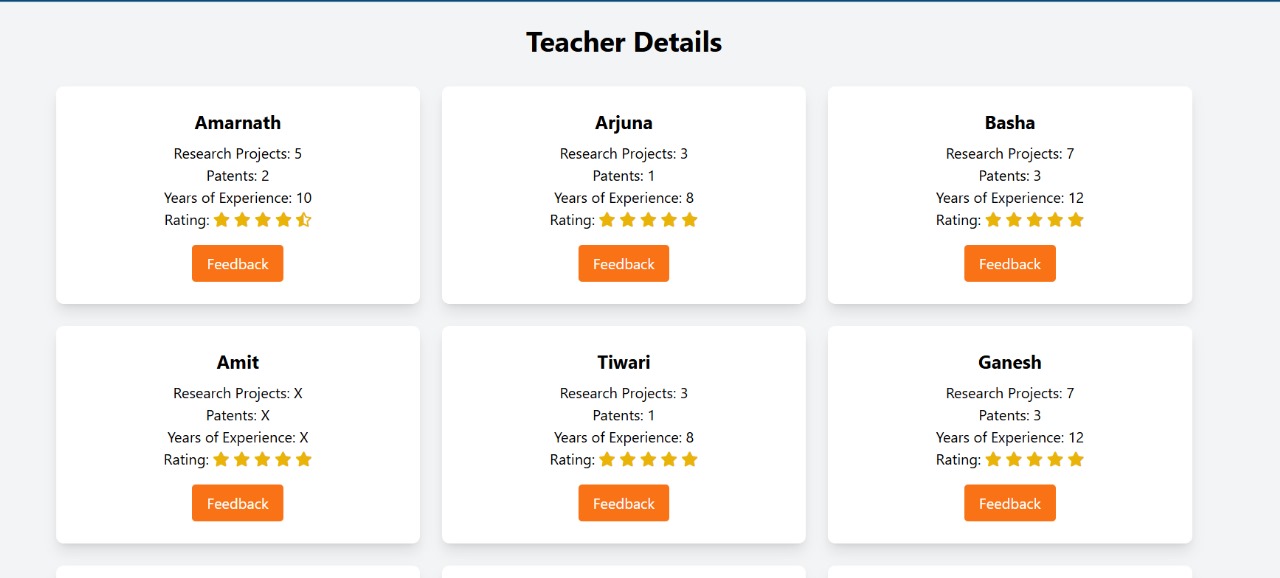 Teacher Details
Amarnath
Research Projects: 5
Patents: 2
Years of Experience: 10
Rating:
Feedback
Arjuna
Research Projects: 3
Patents: 1
Years of Experience: 8
Rating:
Feedback
Basha
Research Projects: 7
Patents: 3
Years of Experience: 12
Rating:
Feedback
Amit
Research Projects: X
Patents: X
Years of Experience: X
Rating:
Feedback
Tiwari
Research Projects: 3
Patents: 1
Years of Experience: 8
Rating:
Feedback
Ganesh
Research Projects: 7
Patents: 3
Years of Experience: 12
Rating:
Feedback